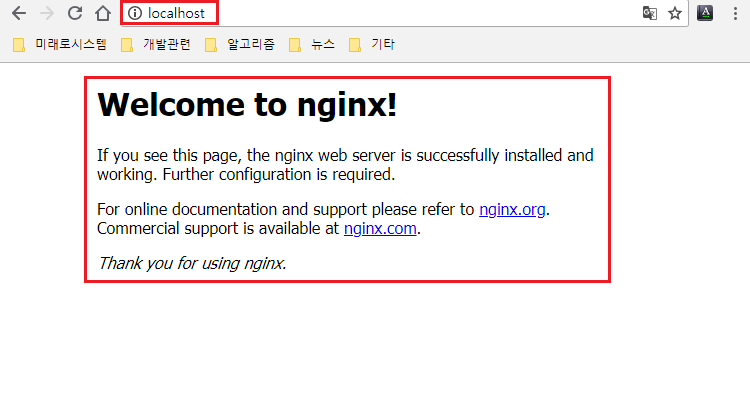 localhost
미래로시스템 개발관련 알고리즘 뉴스 기타
Welcome to nginx!
If you see this page, the nginx web server is successfully installed and
working. Further configuration is required.
For online documentation and support please refer to nginx.org.
Commercial support is available at nginx.com.
Thank you for using nginx.